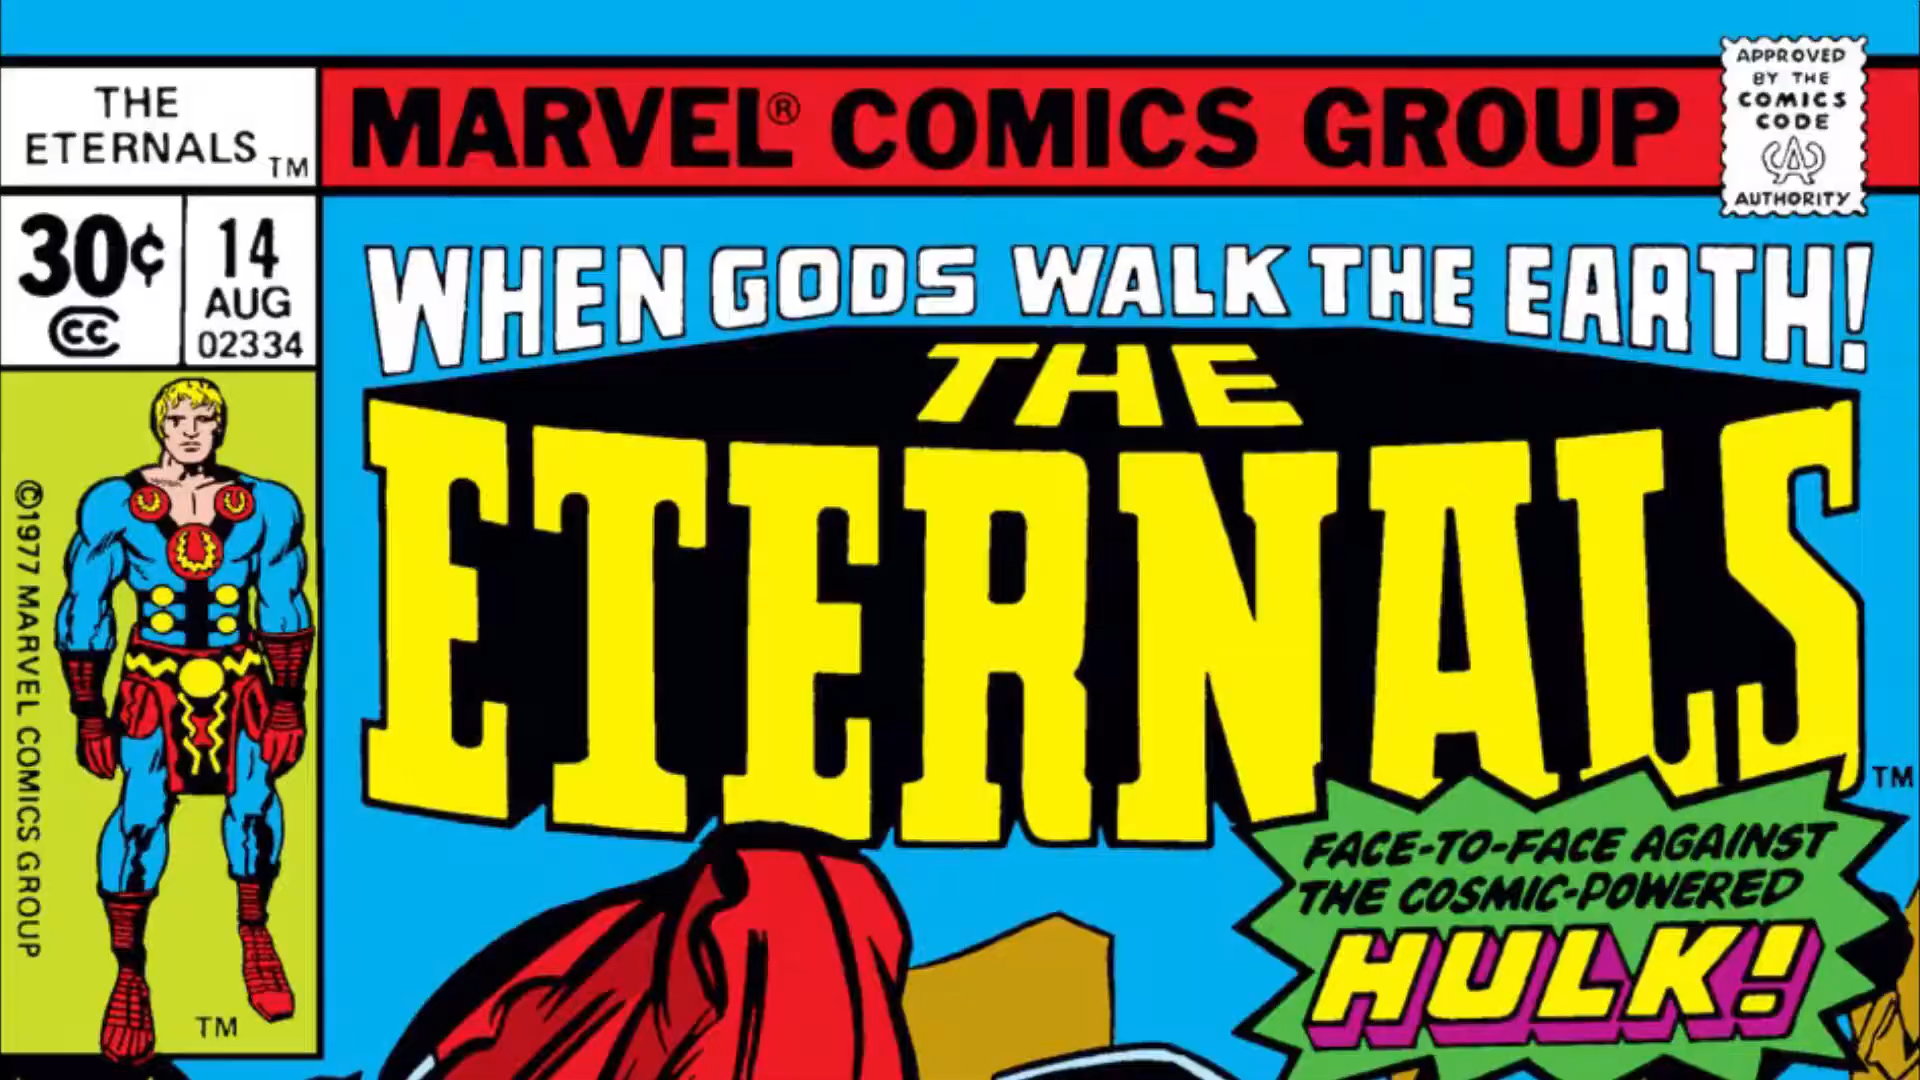 THE
ETERNALS TM
MARVEL® COMICS GROUP
APPROVED
BY THE
COMICS
CODE
CA
AUTHORITY
30¢
CC
14
AUG
02334
WHEN GODS WALK THE EARTH!
THE
ETERNALS
TM
FACE-TO-FACE AGAINST
THE COSMIC-POWERED
HULK!
©1977 MARVEL COMICS GROUP
TM